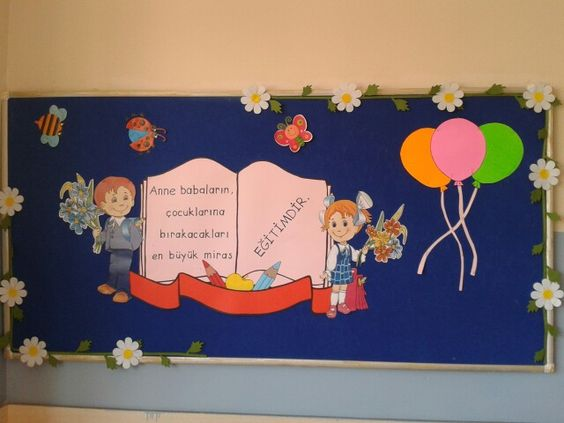 Anne babaların,
çocuklarına
bırakacakları
en büyük miras
EĞİTİMDİR.